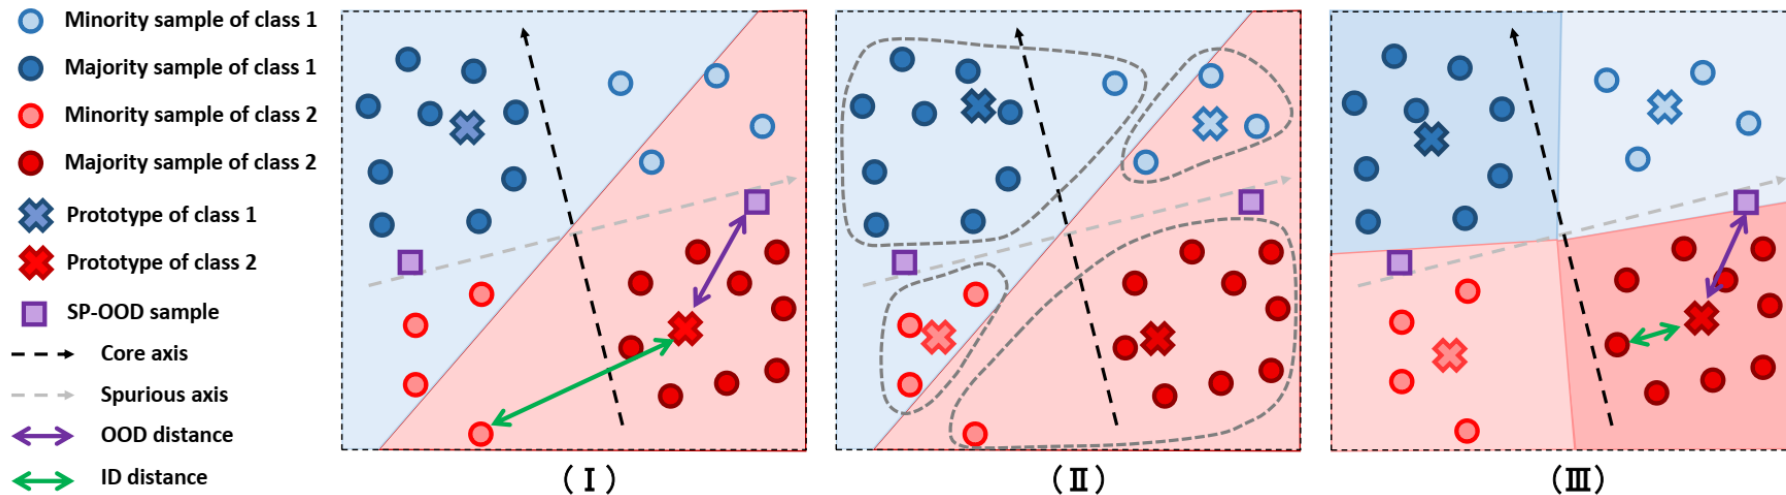 Minority sample of class 1
Majority sample of class 1
Minority sample of class 2
Majority sample of class 2
Prototype of class 1
Prototype of class 2
SP-OOD sample
Core axis
Spurious axis
OOD distance
ID distance
(Ⅰ)
(Ⅱ)
(Ⅲ)